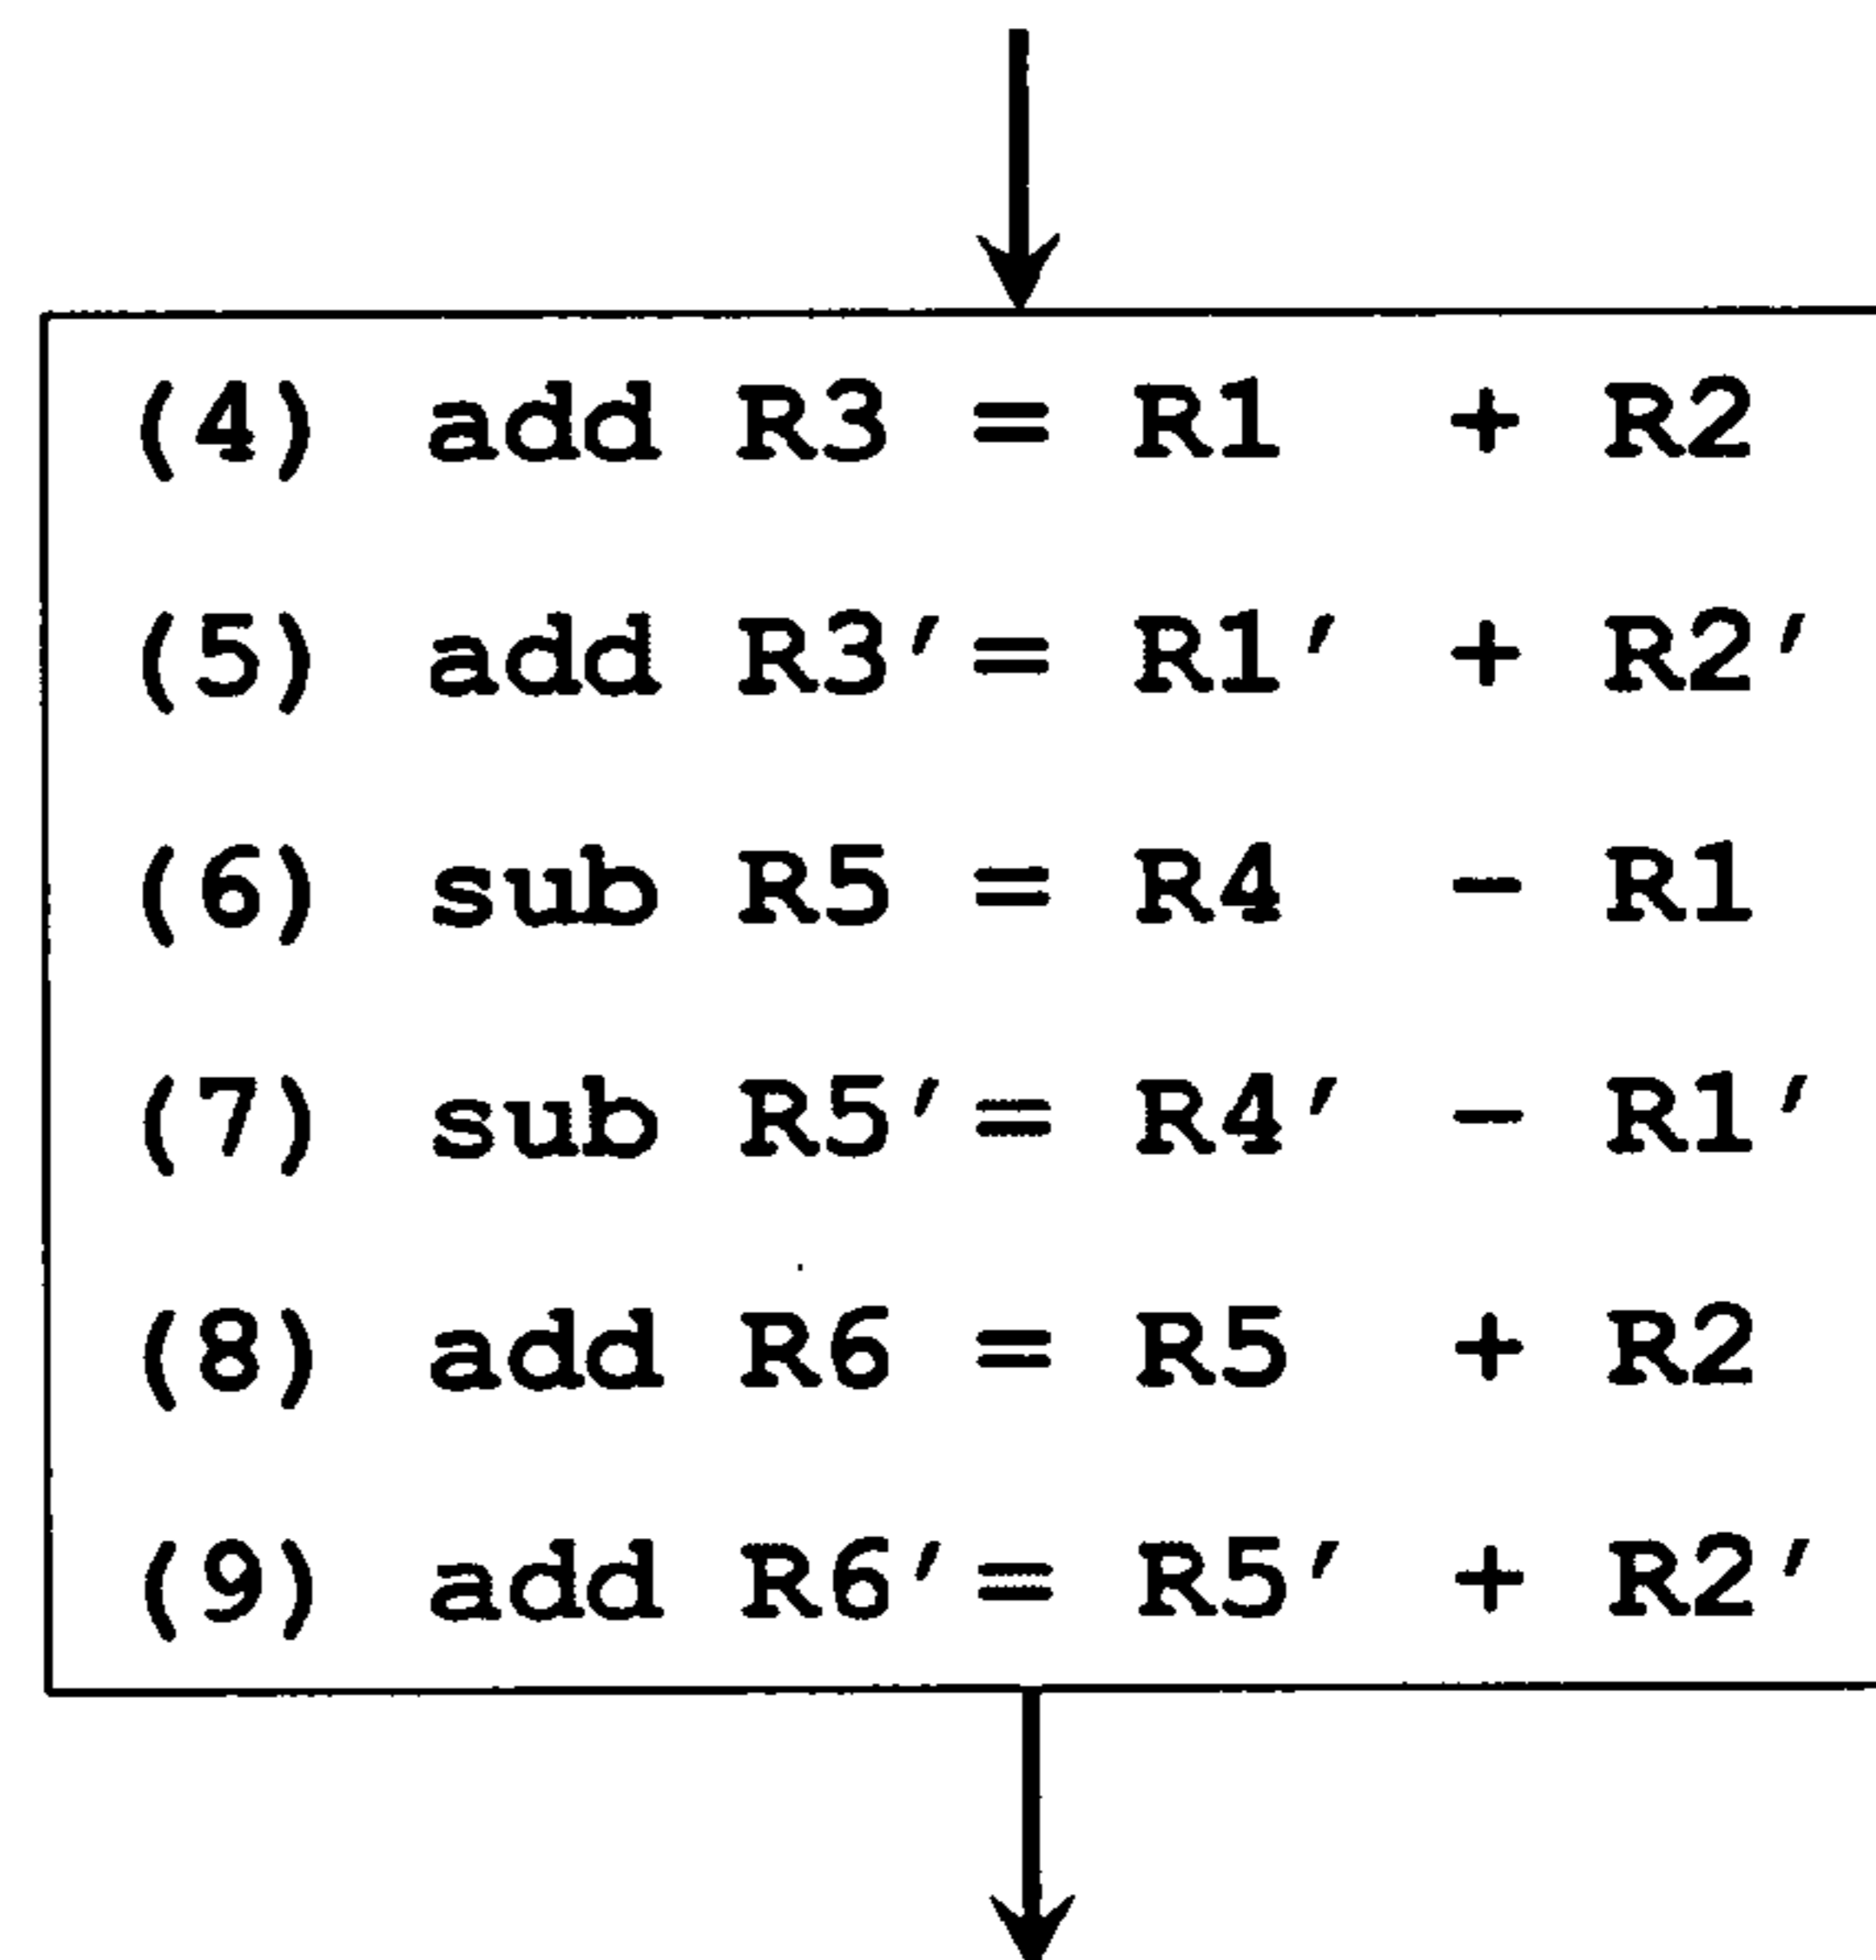 (4) add R3 = R1 + R2
(5) add R3′= R1′ + R2′
(6) sub R5 = R4 - R1
(7) sub R5′= R4′ - R1′
(8) add R6 = R5 + R2
(9) add R6′= R5′ + R2′